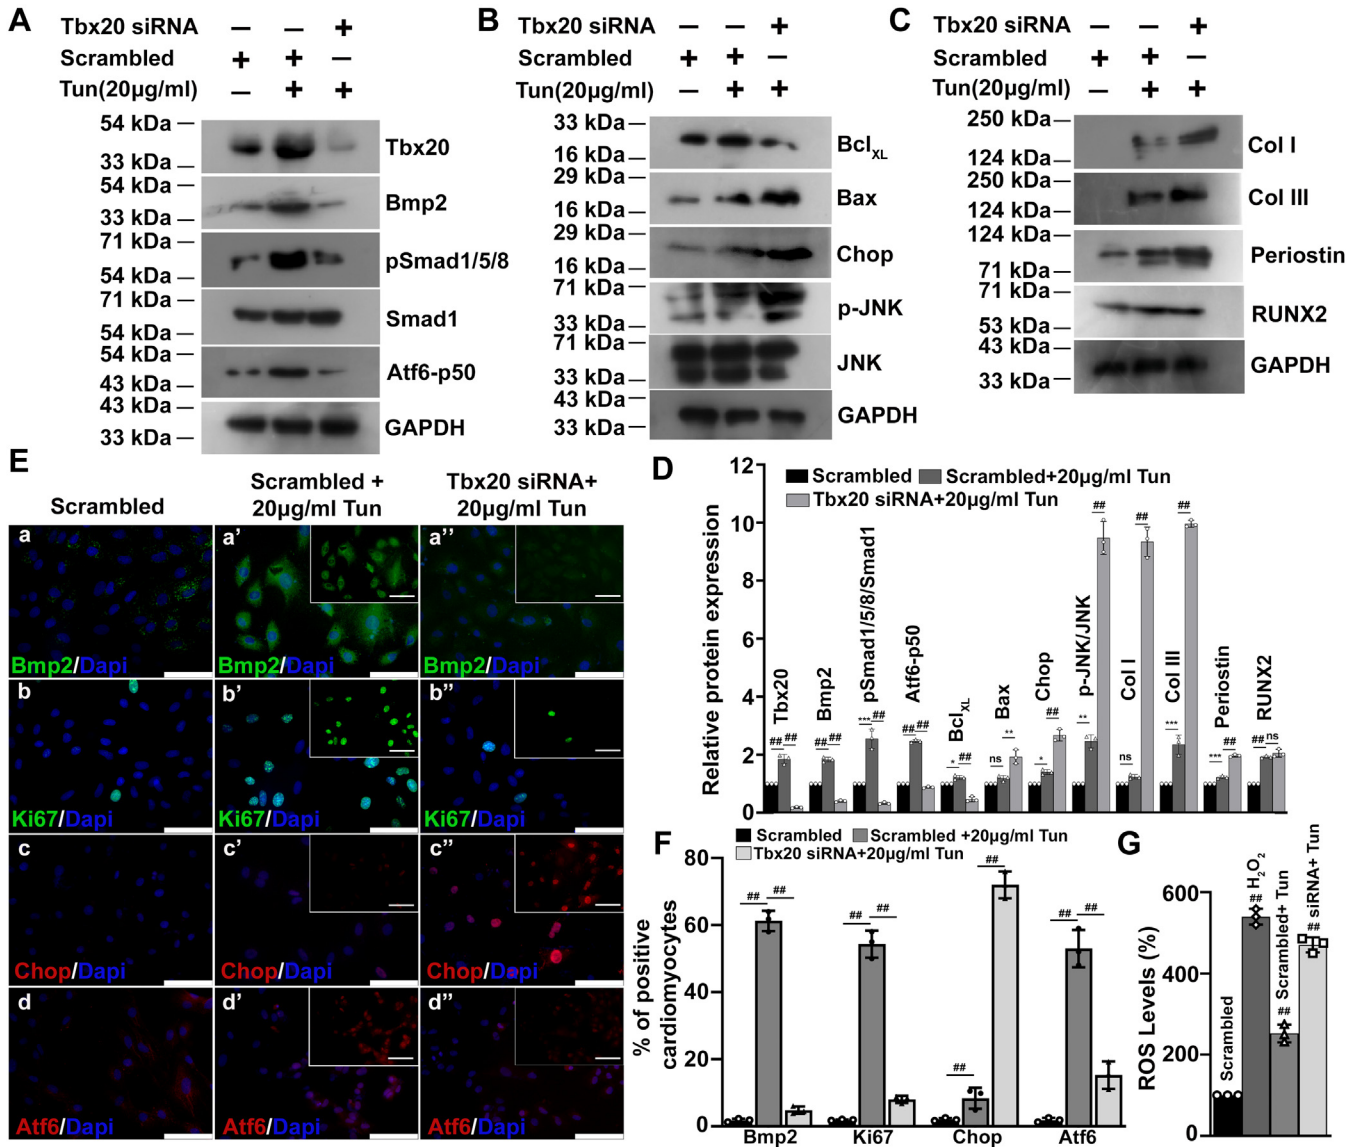 A
Tbx20 siRNA — — +
Scrambled + + —
Tun(20µg/ml) — + +
54 kDa
33 kDa
Tbx20
54 kDa
33 kDa
Bmp2
71 kDa
54 kDa
pSmad1/5/8
71 kDa
54 kDa
Smad1
54 kDa
43 kDa
Atf6-p50
43 kDa
33 kDa
GAPDH
B
Tbx20 siRNA — — +
Scrambled + + —
Tun(20µg/ml) — + +
33 kDa
16 kDa
BclXL
29 kDa
16 kDa
Bax
29 kDa
16 kDa
Chop
71 kDa
33 kDa
p-JNK
71 kDa
33 kDa
JNK
43 kDa
33 kDa
GAPDH
C
Tbx20 siRNA — — +
Scrambled + + —
Tun(20µg/ml) — + +
250 kDa
124 kDa
Col I
250 kDa
124 kDa
Col III
124 kDa
71 kDa
Periostin
71 kDa
53 kDa
RUNX2
43 kDa
33 kDa
GAPDH
E
Scrambled
Scrambled +
20µg/ml Tun
Tbx20 siRNA+
20µg/ml Tun
a
Bmp2/Dapi
a'
Bmp2/Dapi
a''
Bmp2/Dapi
b
Ki67/Dapi
b'
Ki67/Dapi
b''
Ki67/Dapi
c
Chop/Dapi
c'
Chop/Dapi
c''
Chop/Dapi
d
Atf6/Dapi
d'
Atf6/Dapi
d''
Atf6/Dapi
D
Scrambled
Scrambled+20µg/ml Tun
Tbx20 siRNA+20µg/ml Tun
Relative protein expression
12
10
8
6
4
2
0
Tbx20
## ##
Bmp2
## ##
pSmad1/5/8/Smad1
*** ##
Atf6-p50
## ##
BclXL
* ##
Bax
ns **
Chop
* ##
p-JNK/JNK
** ##
Col I
ns ##
Col III
*** ##
Periostin
*** ##
RUNX2
## ns
F
Scrambled
Scrambled +20µg/ml Tun
Tbx20 siRNA+20µg/ml Tun
% of positive
cardiomyocytes
80
60
40
20
0
## ##
## ##
## ##
## ##
Bmp2
Ki67
Chop
Atf6
G
ROS Levels (%)
600
400
200
0
Scrambled
## H2O2
## Scrambled+ Tun
## siRNA+ Tun